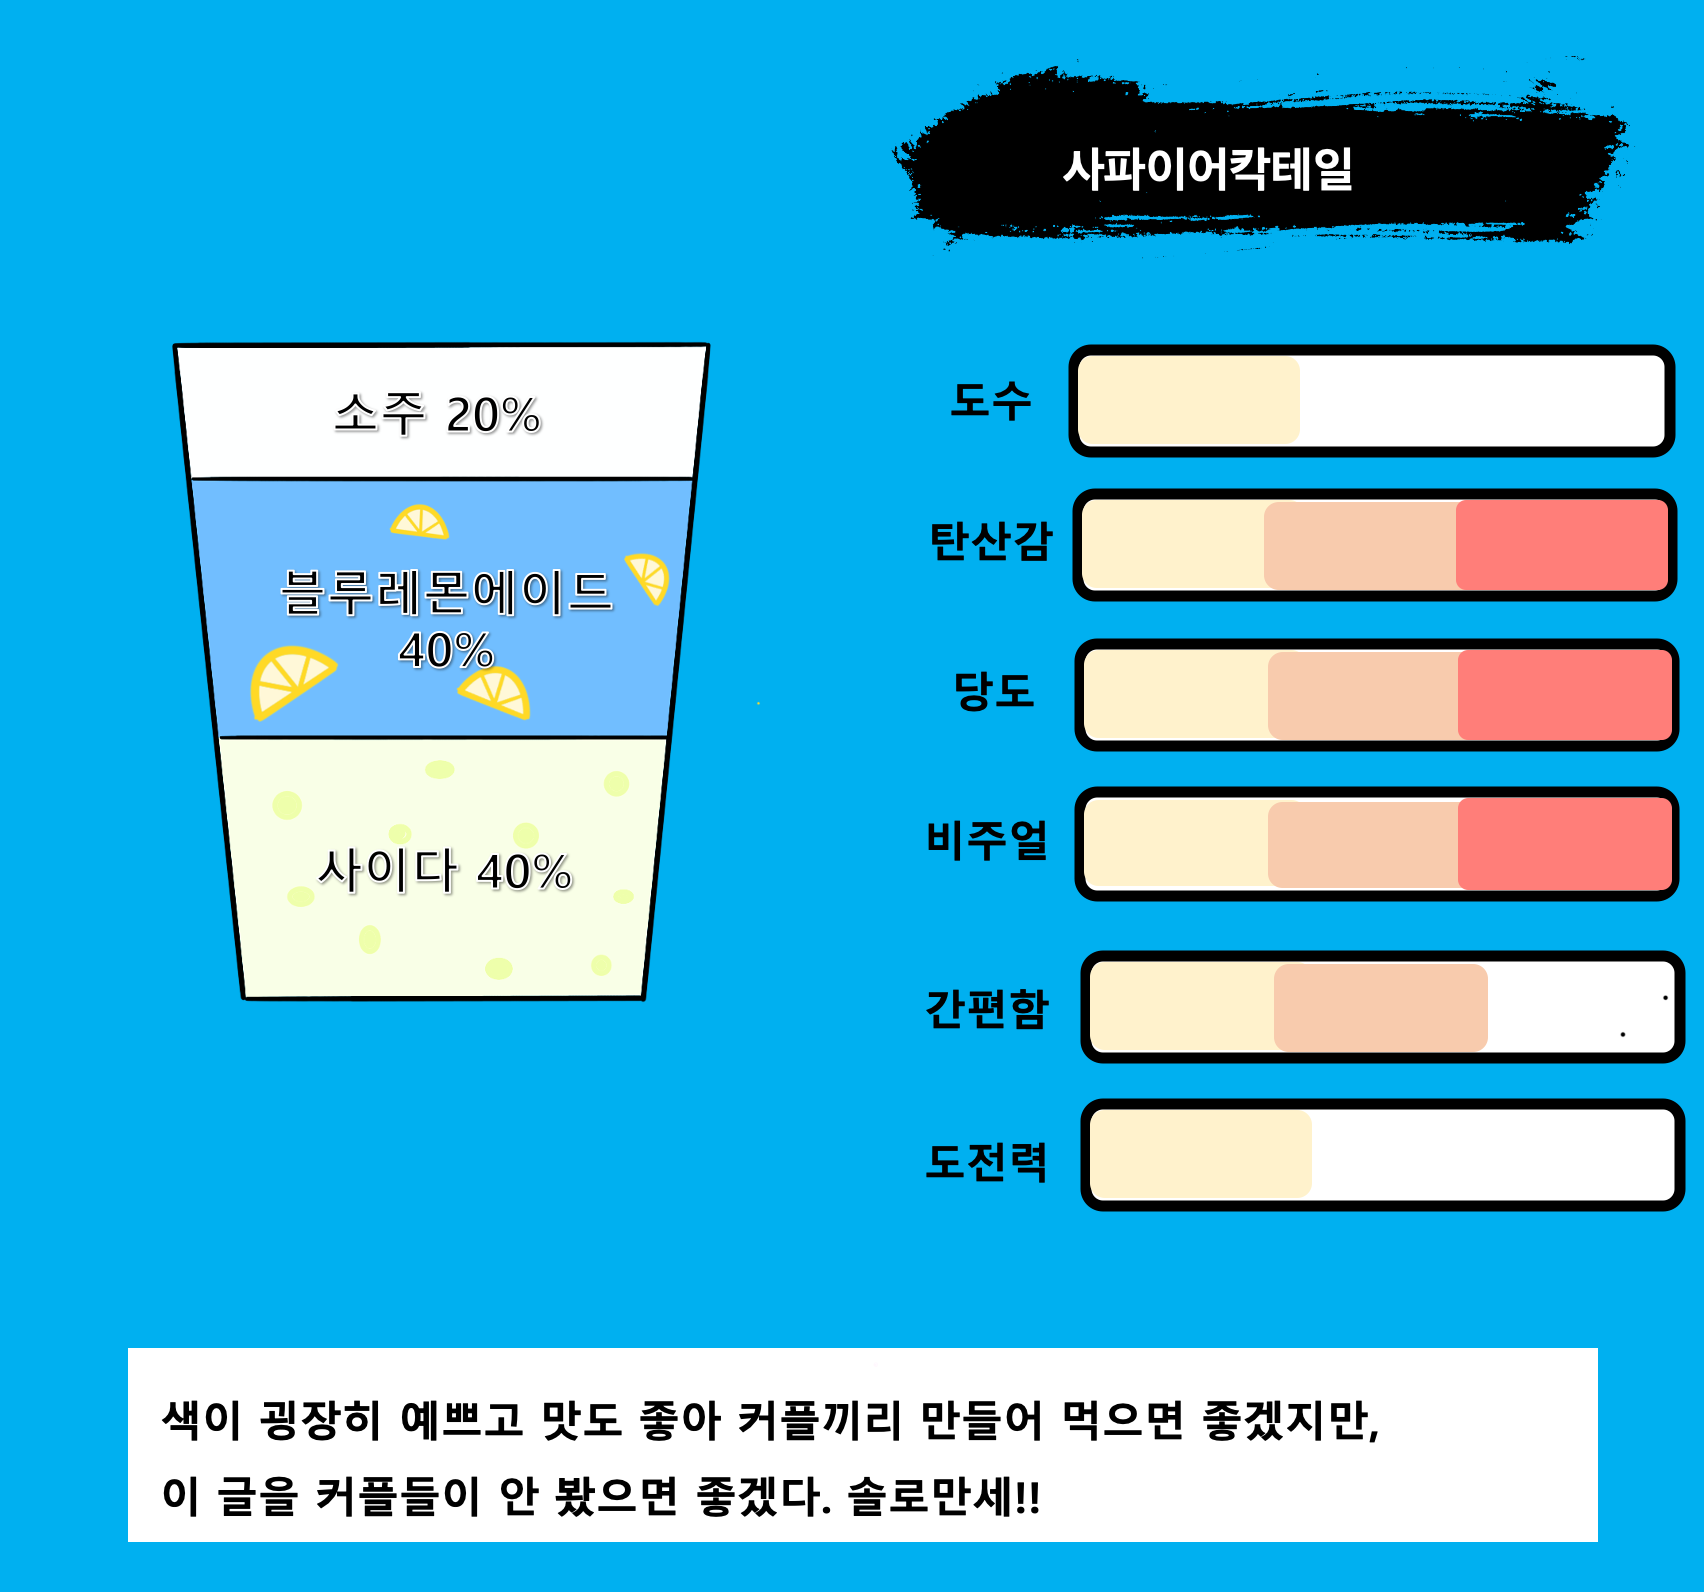 사파이어칵테일
소주 20%
블루레몬에이드
40%
사이다 40%
도수
탄산감
당도
비주얼
간편함
도전력
색이 굉장히 예쁘고 맛도 좋아 커플끼리 만들어 먹으면 좋겠지만,
이 글을 커플들이 안 봤으면 좋겠다. 솔로만세!!